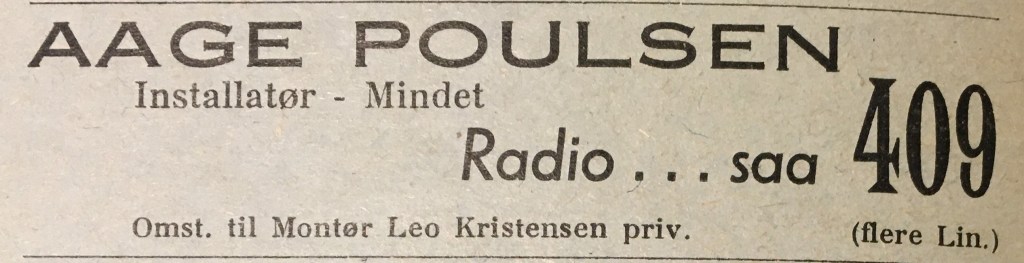 AAGE POULSEN
Installatør - Mindet
Radio . . . saa 409
Omst. til Montør Leo Kristensen priv. (flere Lin.)